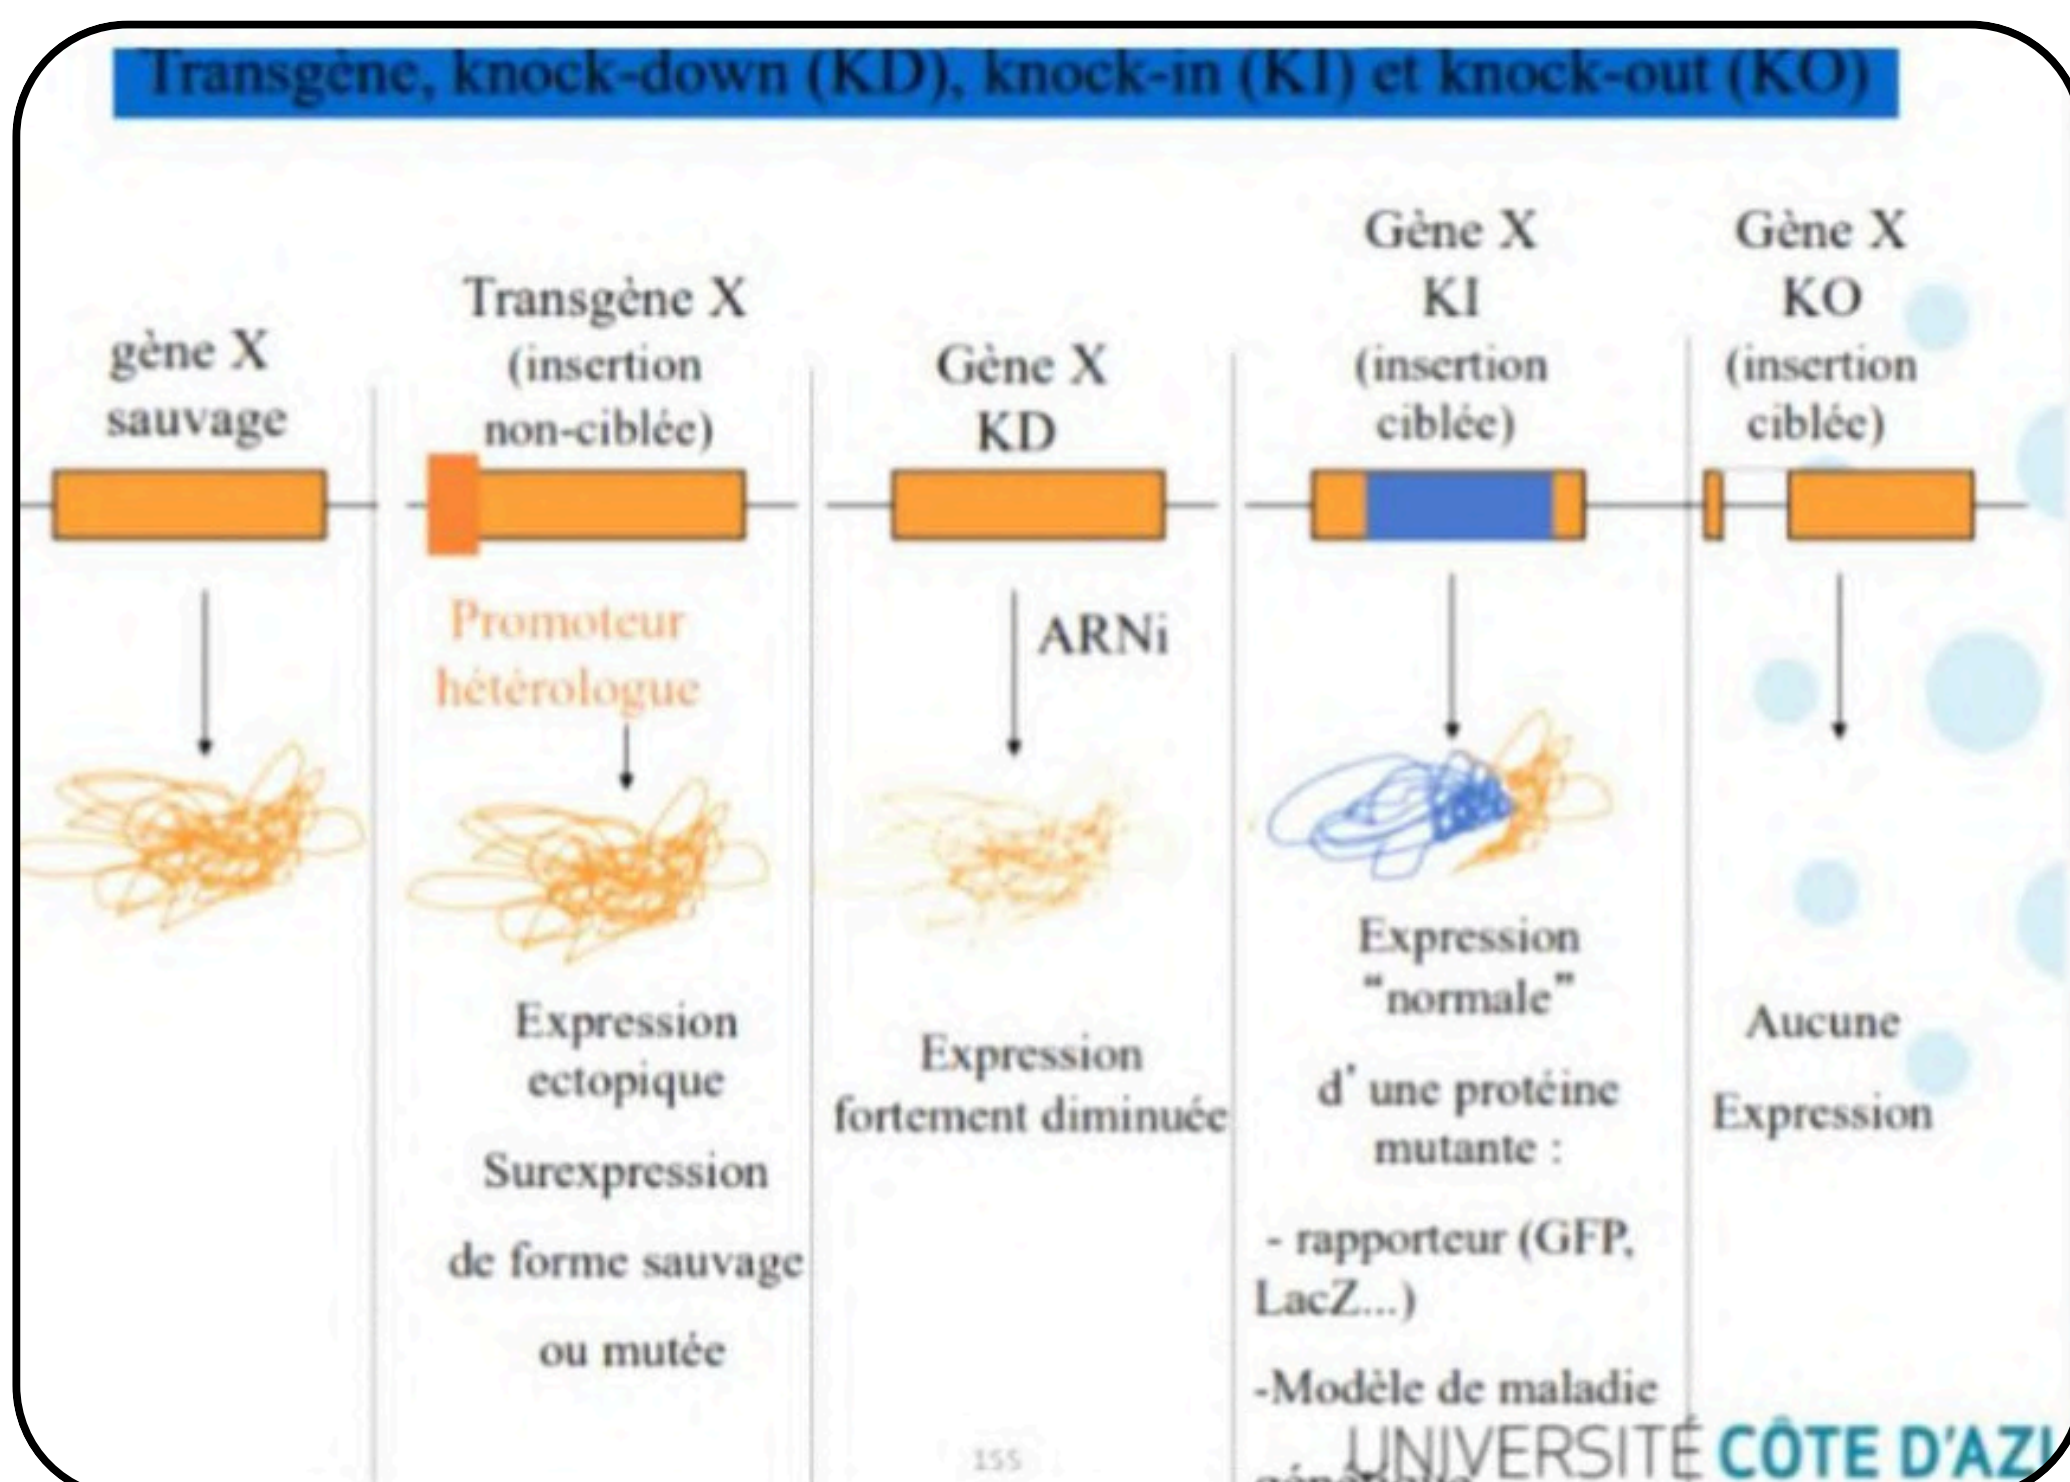 Transgène, knock-down (KD), knock-in (KI) et knock-out (KO)
gène X
sauvage
Transgène X
(insertion
non-ciblée)
Promoteur
hétérologue
Expression
ectopique
Surexpression
de forme sauvage
ou mutée
Gène X
KD
ARNi
Expression
fortement diminuée
Gène X
KI
(insertion
ciblée)
Expression
“normale”
d’ une protéine
mutante :
- rapporteur (GFP,
LacZ...)
-Modèle de maladie
Gène X
KO
(insertion
ciblée)
Aucune
Expression
155
UNIVERSITÉ CÔTE D'AZU